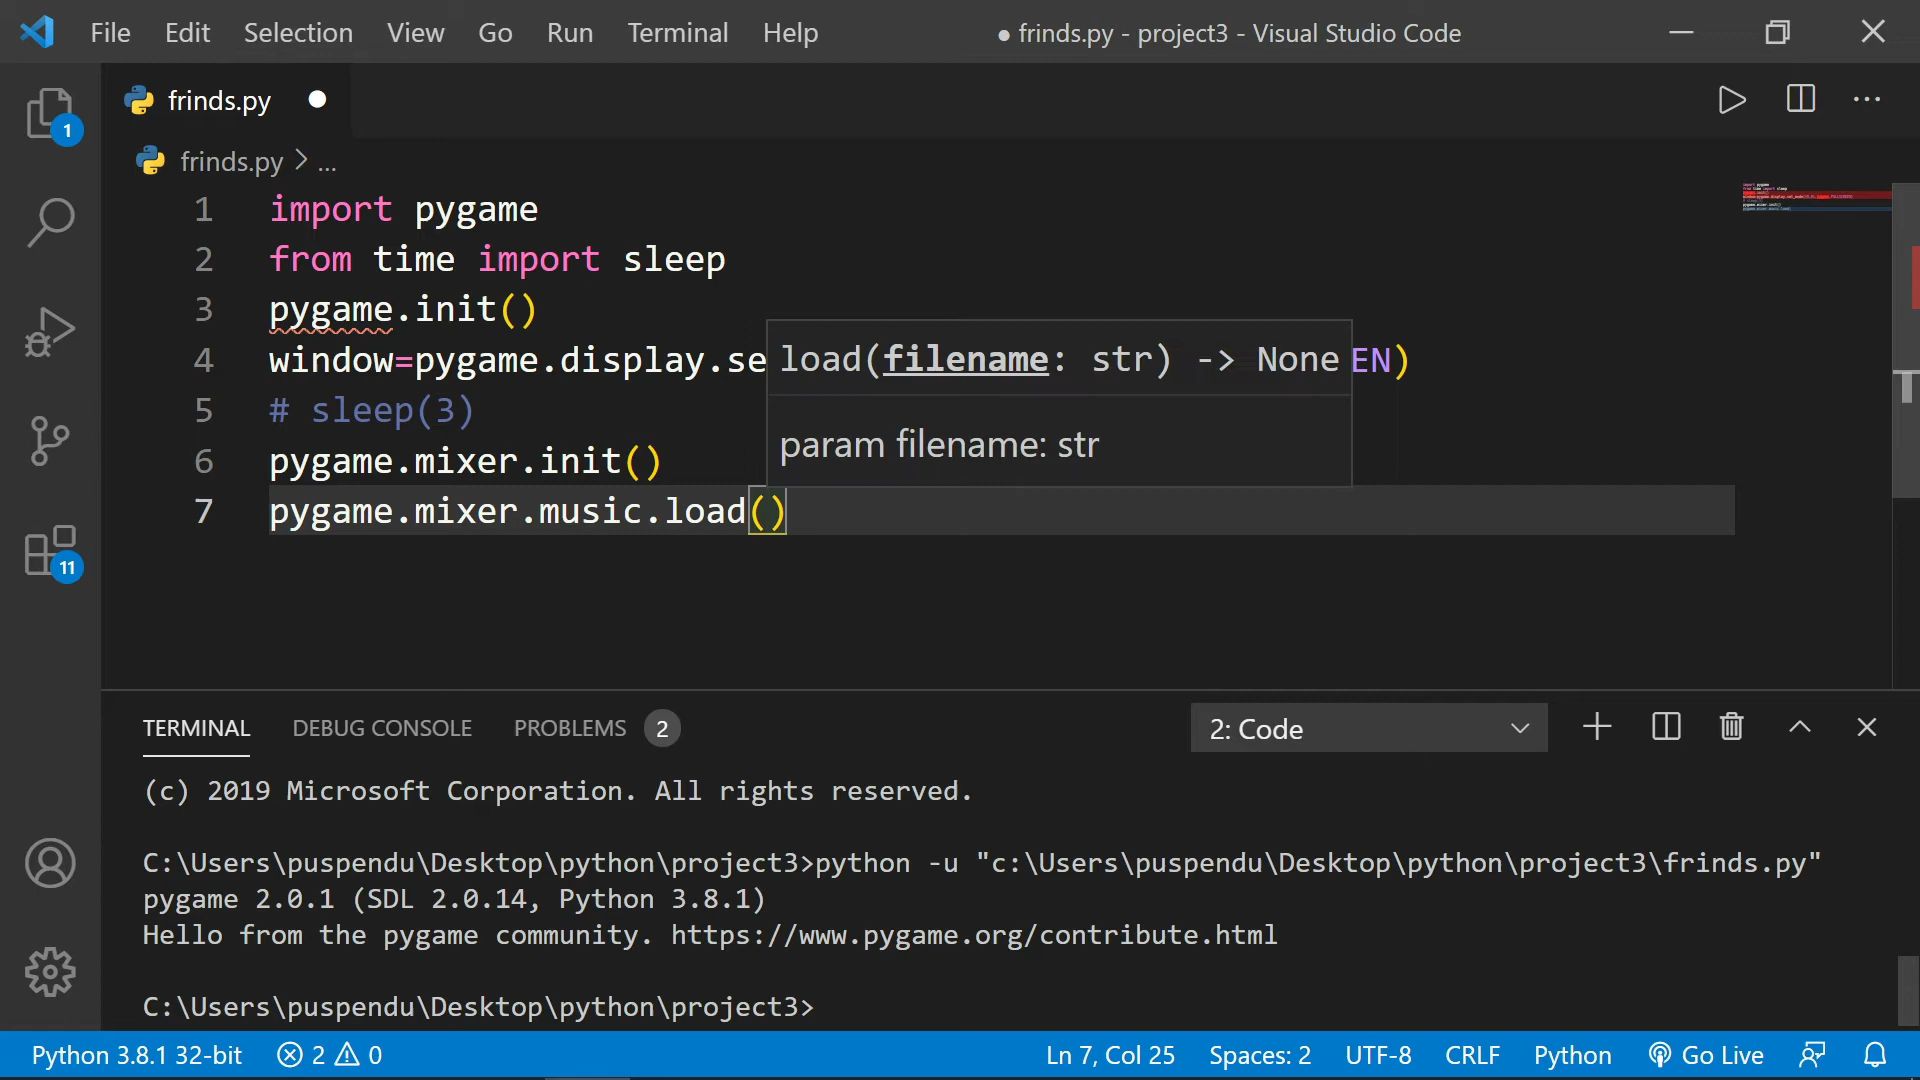 File Edit Selection View Go Run Terminal Help ● frinds.py - project3 - Visual Studio Code
frinds.py ●
1
frinds.py > ...
1 import pygame
2 from time import sleep
3 pygame.init()
4 window=pygame.display.se EN)
load(filename: str) -> None
5 # sleep(3)
param filename: str
6 pygame.mixer.init()
7 pygame.mixer.music.load()
11
TERMINAL DEBUG CONSOLE PROBLEMS 2 2: Code
(c) 2019 Microsoft Corporation. All rights reserved.
C:\Users\puspendu\Desktop\python\project3>python -u "c:\Users\puspendu\Desktop\python\project3\frinds.py"
pygame 2.0.1 (SDL 2.0.14, Python 3.8.1)
Hello from the pygame community. https://www.pygame.org/contribute.html
C:\Users\puspendu\Desktop\python\project3>
Python 3.8.1 32-bit 2 0 Ln 7, Col 25 Spaces: 2 UTF-8 CRLF Python Go Live